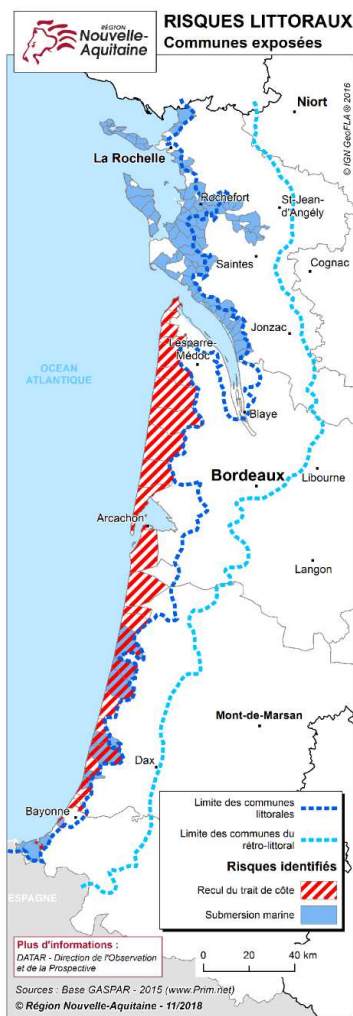 RÉGION
Nouvelle-
Aquitaine
RISQUES LITTORAUX
Communes exposées
© IGN GeoFLA ® 2016
Niort
La Rochelle
Rochefort
St-Jean-
d'Angély
Cognac
Saintes
Jonzac
Lesparre-
Médoc
OCEAN
ATLANTIQUE
Blaye
Bordeaux
Libourne
Arcachon
Langon
Mont-de-Marsan
Dax
Bayonne
ESPAGNE
Limite des communes
littorales
Limite des communes du
rétro-littoral
Risques identifiés
Recul du trait de côte
Submersion marine
Plus d'informations :
DATAR - Direction de l'Observation
et de la Prospective
0 20 40 km
Sources : Base GASPAR - 2015 (www.Prim.net)
© Région Nouvelle-Aquitaine - 11/2018